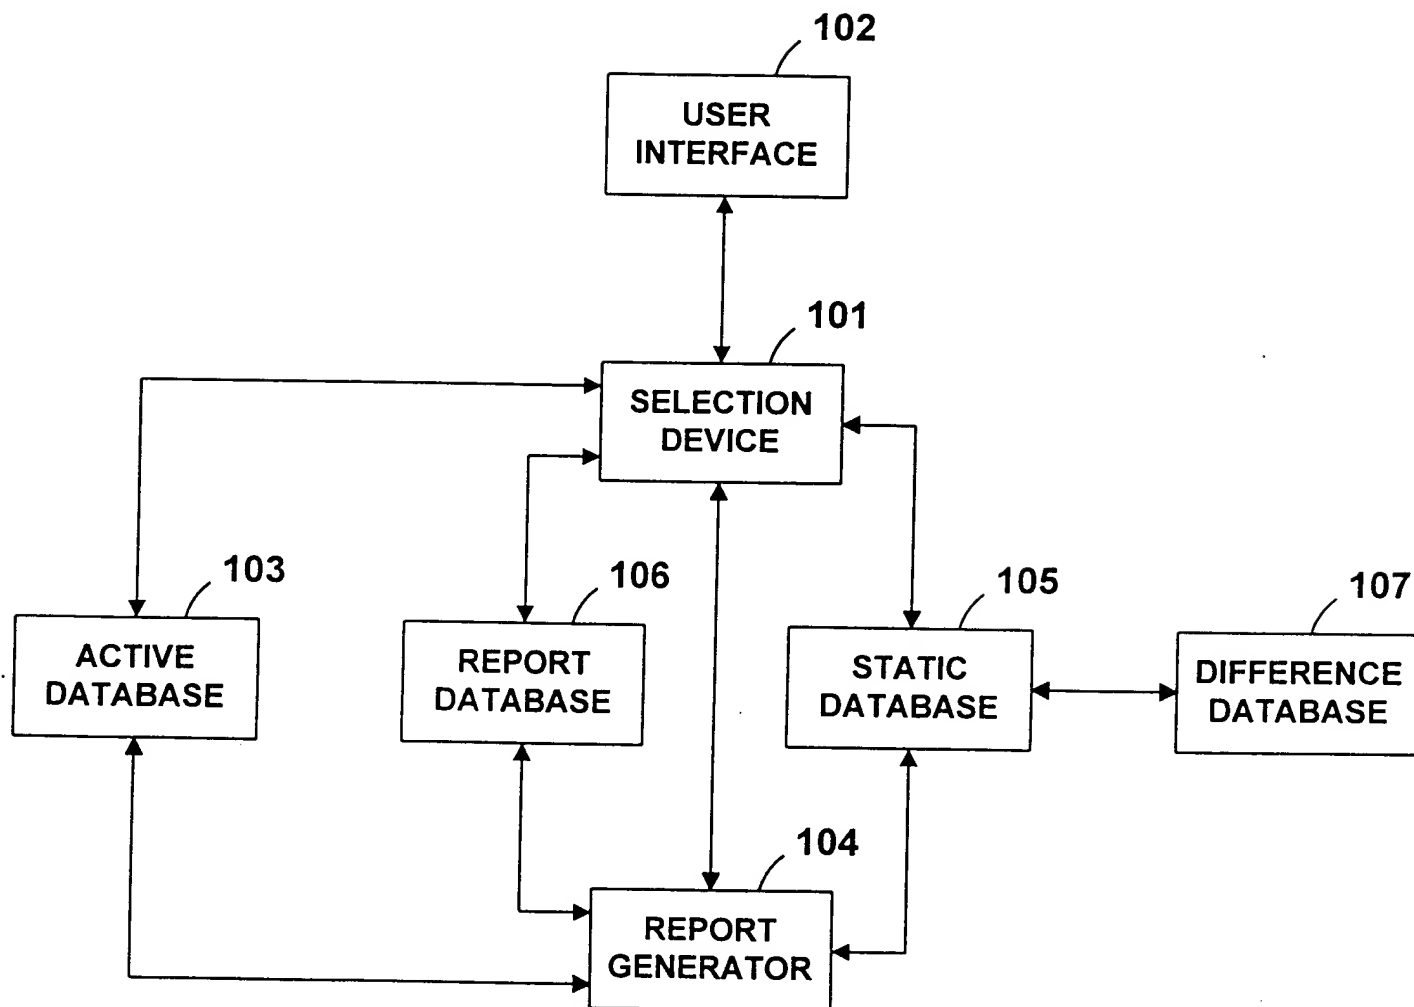 102
USER
INTERFACE
101
SELECTION
DEVICE
103
ACTIVE
DATABASE
106
REPORT
DATABASE
105
STATIC
DATABASE
107
DIFFERENCE
DATABASE
104
REPORT
GENERATOR